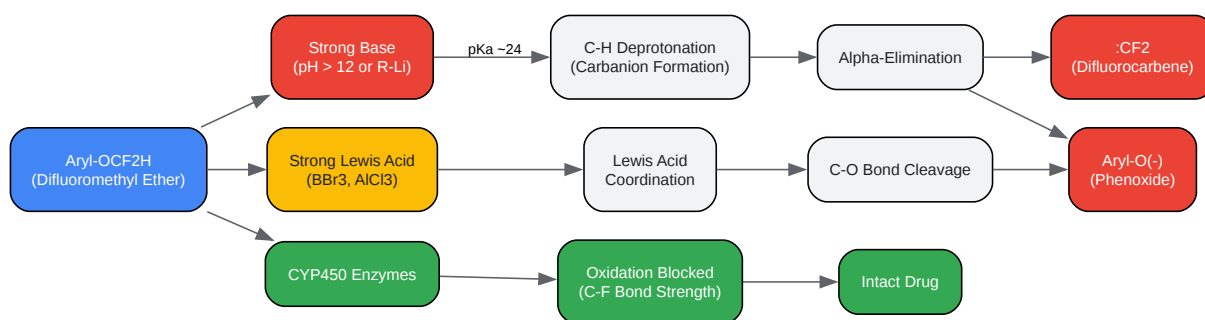 Strong Base
(pH > 12 or R-Li)
pKa ~24
C-H Deprotonation
(Carbanion Formation)
Alpha-Elimination
:CF2
(Difluorocarbene)
Aryl-OCF2H
(Difluoromethyl Ether)
Strong Lewis Acid
(BBr3, AlCl3)
Lewis Acid
Coordination
C-O Bond Cleavage
Aryl-O(-)
(Phenoxide)
CYP450 Enzymes
Oxidation Blocked
(C-F Bond Strength)
Intact Drug